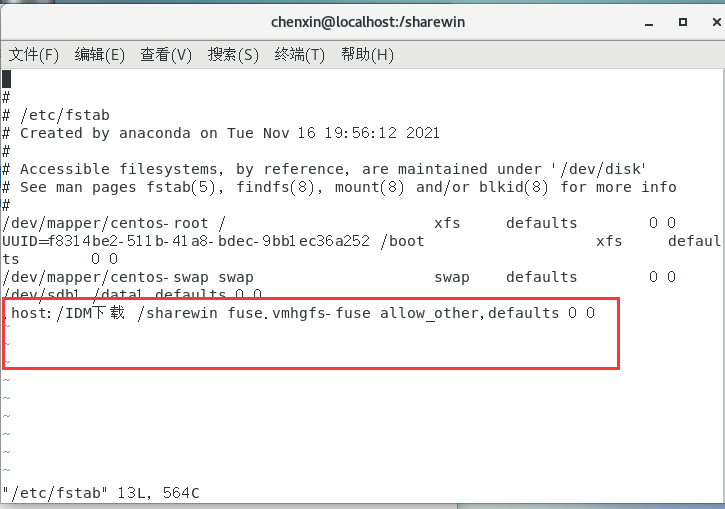 chenxin@localhost:/sharewin
文件(F) 编辑(E) 查看(V) 搜索(S) 终端(T) 帮助(H)
#
# /etc/fstab
# Created by anaconda on Tue Nov 16 19:56:12 2021
#
# Accessible filesystems, by reference, are maintained under '/dev/disk'
# See man pages fstab(5), findfs(8), mount(8) and/or blkid(8) for more info
#
/dev/mapper/centos-root / xfs defaults 0 0
UUID=f8314be2-511b-41a8-bdec-9bb1ec36a252 /boot xfs defaul
ts 0 0
/dev/mapper/centos-swap swap swap defaults 0 0
/dev/sdb1 /data1 defaults 0 0
.host:/IDM下载 /sharewin fuse.vmhgfs-fuse allow_other,defaults 0 0
~
~
~
~
~
~
~
~
~
"/etc/fstab" 13L, 564C